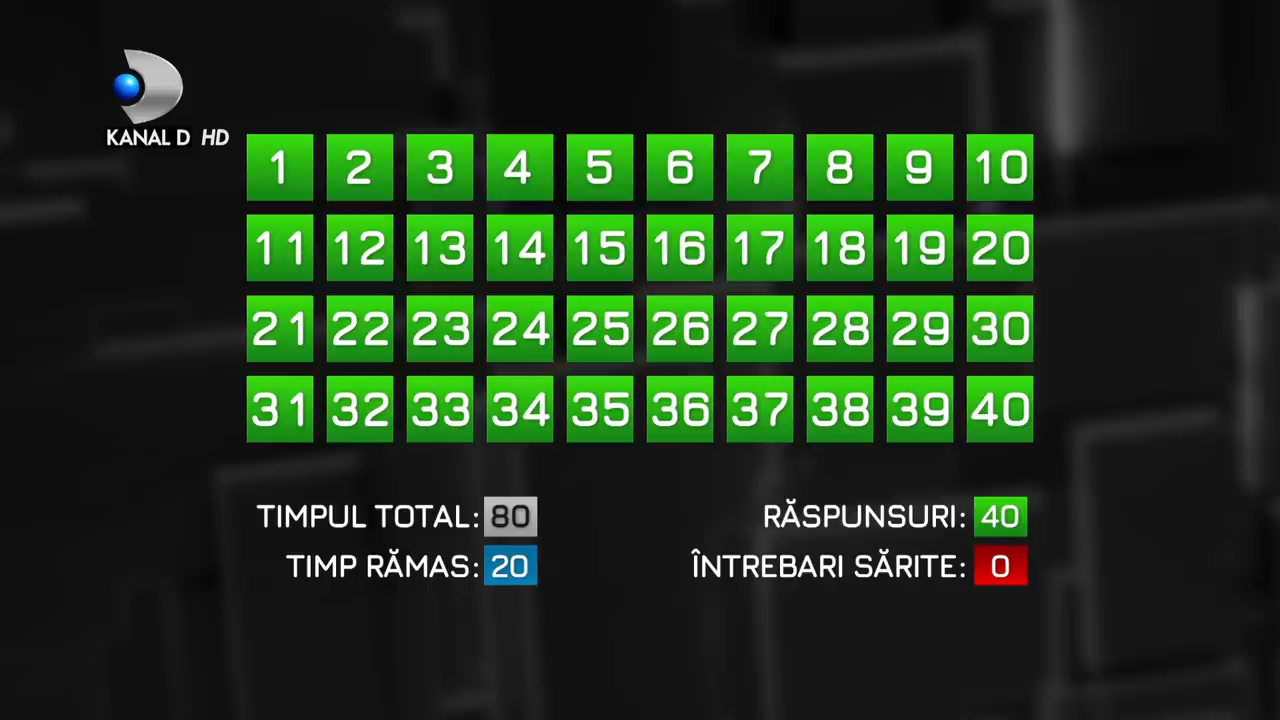 KANAL D HD
1 2 3 4 5 6 7 8 9 10
11 12 13 14 15 16 17 18 19 20
21 22 23 24 25 26 27 28 29 30
31 32 33 34 35 36 37 38 39 40
TIMPUL TOTAL: 80 RĂSPUNSURI: 40
TIMP RĂMAS: 20 ÎNTREBARI SĂRITE: 0